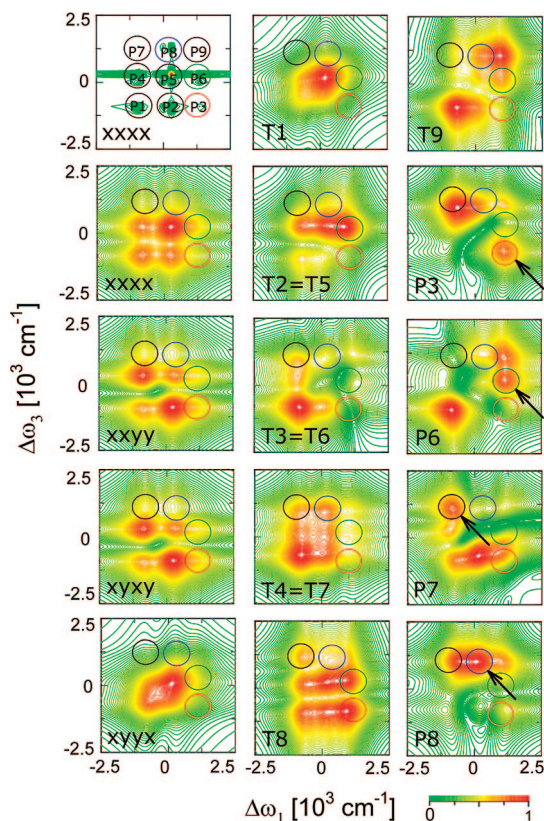 2.5
0
-2.5
P7 P8 P9
P4 P5 P6
P1 P2 P3
xxxx
T1
T9
2.5
0
-2.5
xxxx
T2=T5
P3
2.5
0
-2.5
xxyy
T3=T6
P6
2.5
0
-2.5
xyxy
T4=T7
P7
2.5
0
-2.5
xyyx
T8
P8
-2.5 0 2.5 -2.5 0 2.5 -2.5 0 2.5
Δω₃ [10³ cm⁻¹]
Δω₁ [10³ cm⁻¹]
0 1